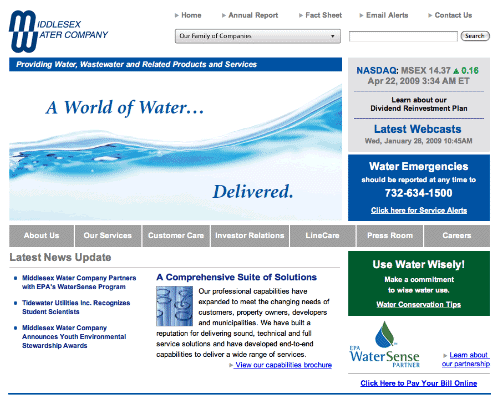 MIDDLESEX
WATER COMPANY
Home
Annual Report
Fact Sheet
Email Alerts
Contact Us
Our Family of Companies
Search
Providing Water, Wastewater and Related Products and Services
A World of Water...
Delivered.
NASDAQ: MSEX 14.37 ▲ 0.16
Apr 22, 2009 3:34 AM ET
Learn about our
Dividend Reinvestment Plan
Latest Webcasts
Wed, January 28, 2009 10:45AM
Water Emergencies
should be reported at any time to
732-634-1500
Click here for Service Alerts
About Us
Our Services
Customer Care
Investor Relations
LineCare
Press Room
Careers
Latest News Update
Middlesex Water Company Partners
with EPA's WaterSense Program
Tidewater Utilities Inc. Recognizes
Student Scientists
Middlesex Water Company
Announces Youth Environmental
Stewardship Awards
A Comprehensive Suite of Solutions
Our professional capabilities have
expanded to meet the changing needs of
customers, property owners, developers
and municipalities. We have built a
reputation for delivering sound, technical and full
service solutions and have developed end-to-end
capabilities to deliver a wide range of services.
View our capabilities brochure
Use Water Wisely!
Make a commitment
to wise water use.
Water Conservation Tips
EPA
WaterSense
PARTNER
Learn about
our partnership
Click Here to Pay Your Bill Online